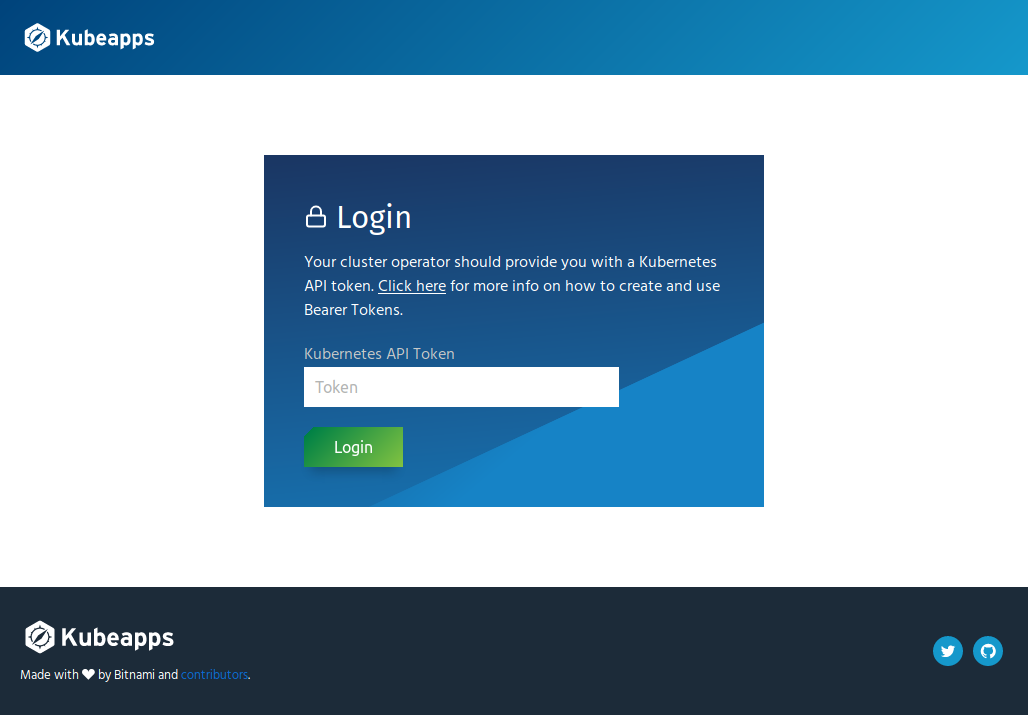 Kubeapps
Login
Your cluster operator should provide you with a Kubernetes
API token. Click here for more info on how to create and use
Bearer Tokens.
Kubernetes API Token
Token
Login
Kubeapps
Made with ❤ by Bitnami and contributors.